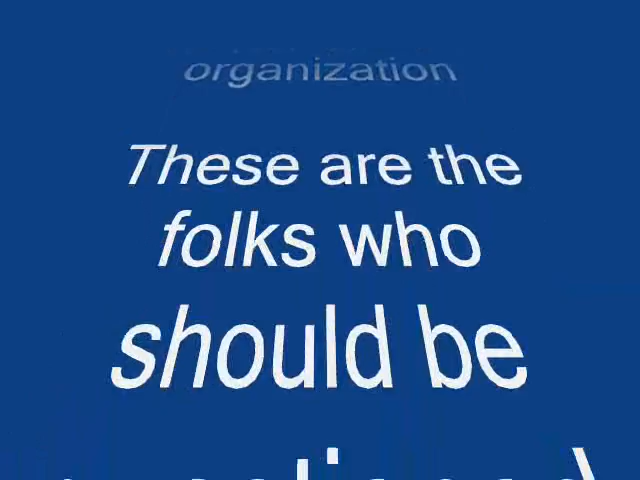 organization
These are the
folks who
should be